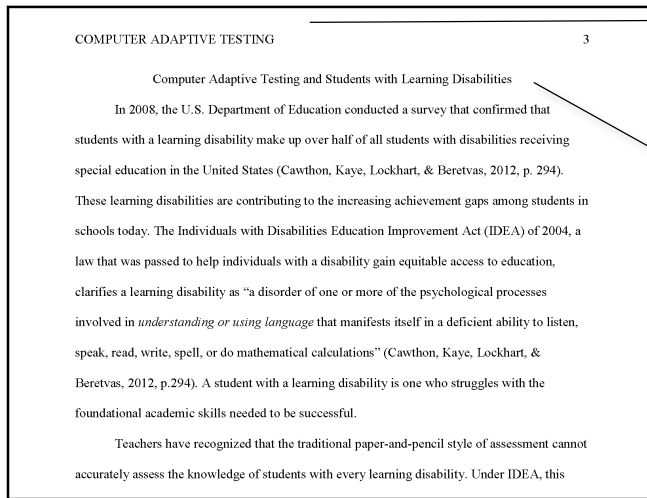 COMPUTER ADAPTIVE TESTING 3
Computer Adaptive Testing and Students with Learning Disabilities
In 2008, the U.S. Department of Education conducted a survey that confirmed that
students with a learning disability make up over half of all students with disabilities receiving
special education in the United States (Cawthon, Kaye, Lockhart, & Beretvas, 2012, p. 294).
These learning disabilities are contributing to the increasing achievement gaps among students in
schools today. The Individuals with Disabilities Education Improvement Act (IDEA) of 2004, a
law that was passed to help individuals with a disability gain equitable access to education,
clarifies a learning disability as “a disorder of one or more of the psychological processes
involved in understanding or using language that manifests itself in a deficient ability to listen,
speak, read, write, spell, or do mathematical calculations” (Cawthon, Kaye, Lockhart, &
Beretvas, 2012, p.294). A student with a learning disability is one who struggles with the
foundational academic skills needed to be successful.
Teachers have recognized that the traditional paper-and-pencil style of assessment cannot
accurately assess the knowledge of students with every learning disability. Under IDEA, this